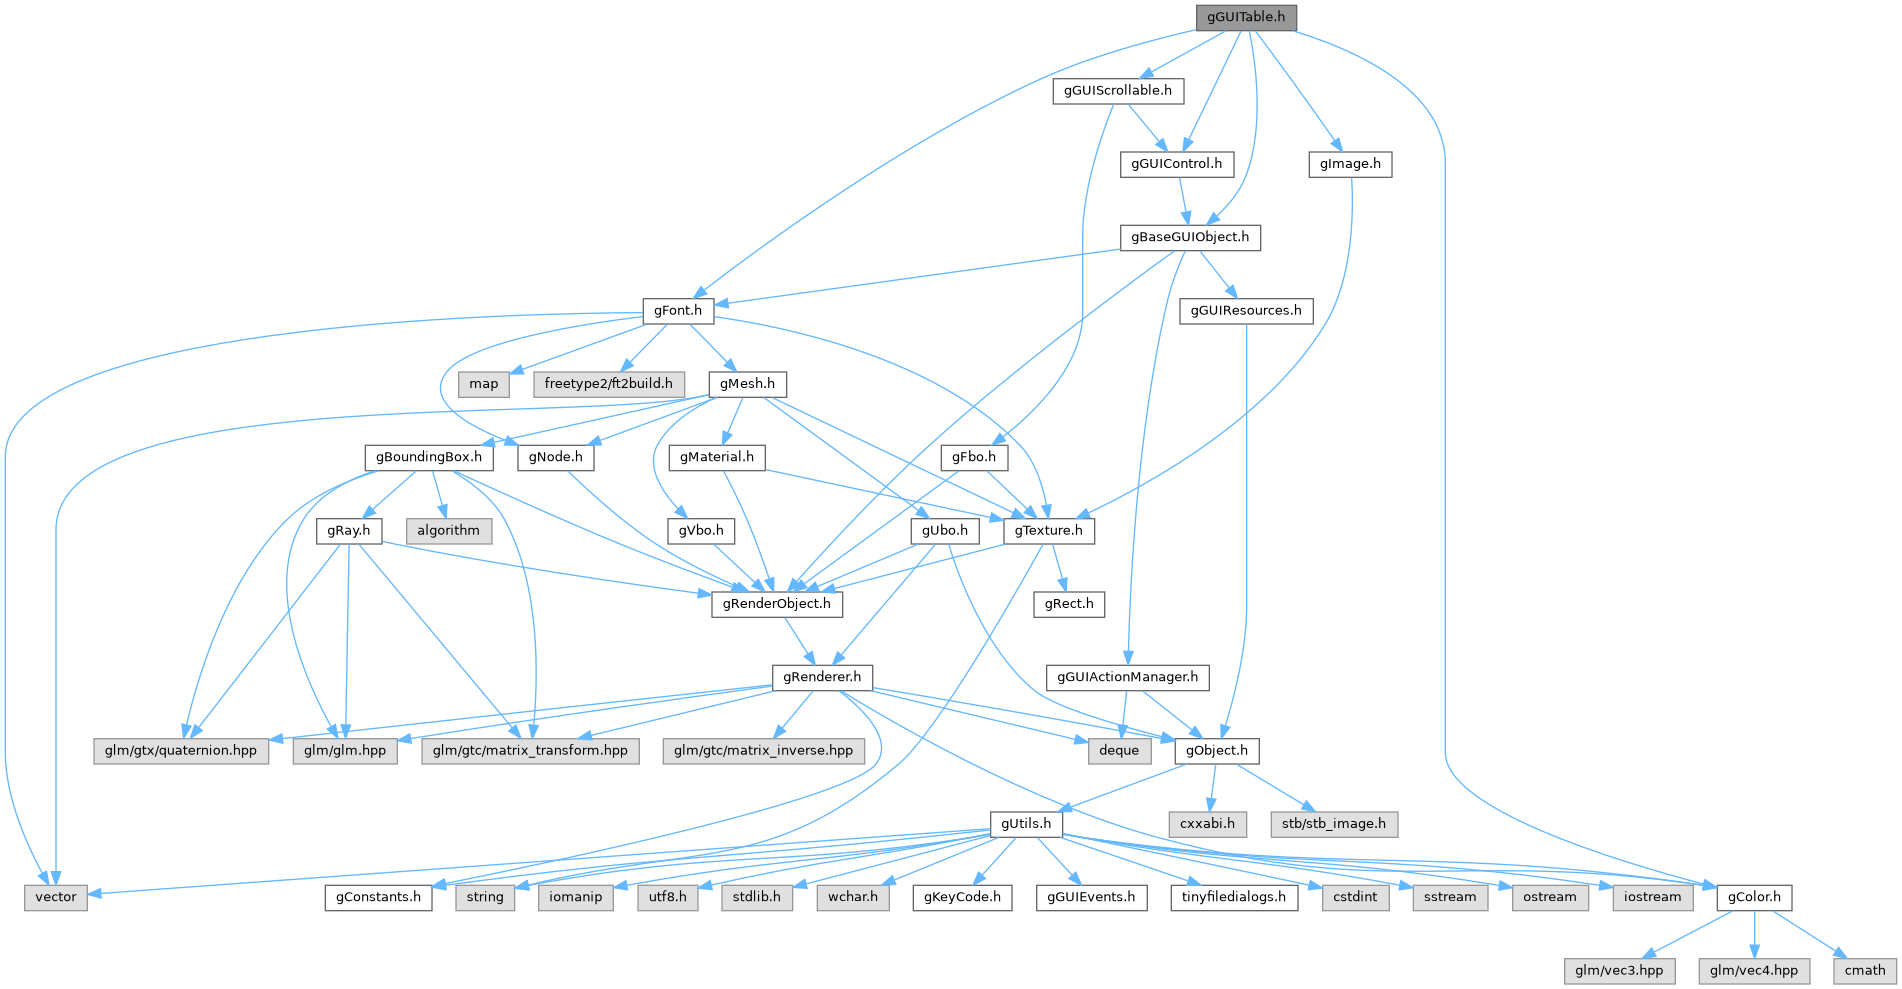 gGUITable.h
gGUIScrollable.h
gGUIControl.h
gImage.h
gBaseGUIObject.h
gFont.h
gGUIResources.h
map
freetype2/ft2build.h
gMesh.h
gBoundingBox.h
gNode.h
gMaterial.h
gFbo.h
gRay.h
algorithm
gVbo.h
gUbo.h
gTexture.h
gRenderObject.h
gRect.h
gRenderer.h
gGUIActionManager.h
glm/gtx/quaternion.hpp
glm/glm.hpp
glm/gtc/matrix_transform.hpp
glm/gtc/matrix_inverse.hpp
deque
gObject.h
gUtils.h
cxxabi.h
stb/stb_image.h
vector
gConstants.h
string
iomanip
utf8.h
stdlib.h
wchar.h
gKeyCode.h
gGUIEvents.h
tinyfiledialogs.h
cstdint
sstream
ostream
iostream
gColor.h
glm/vec3.hpp
glm/vec4.hpp
cmath